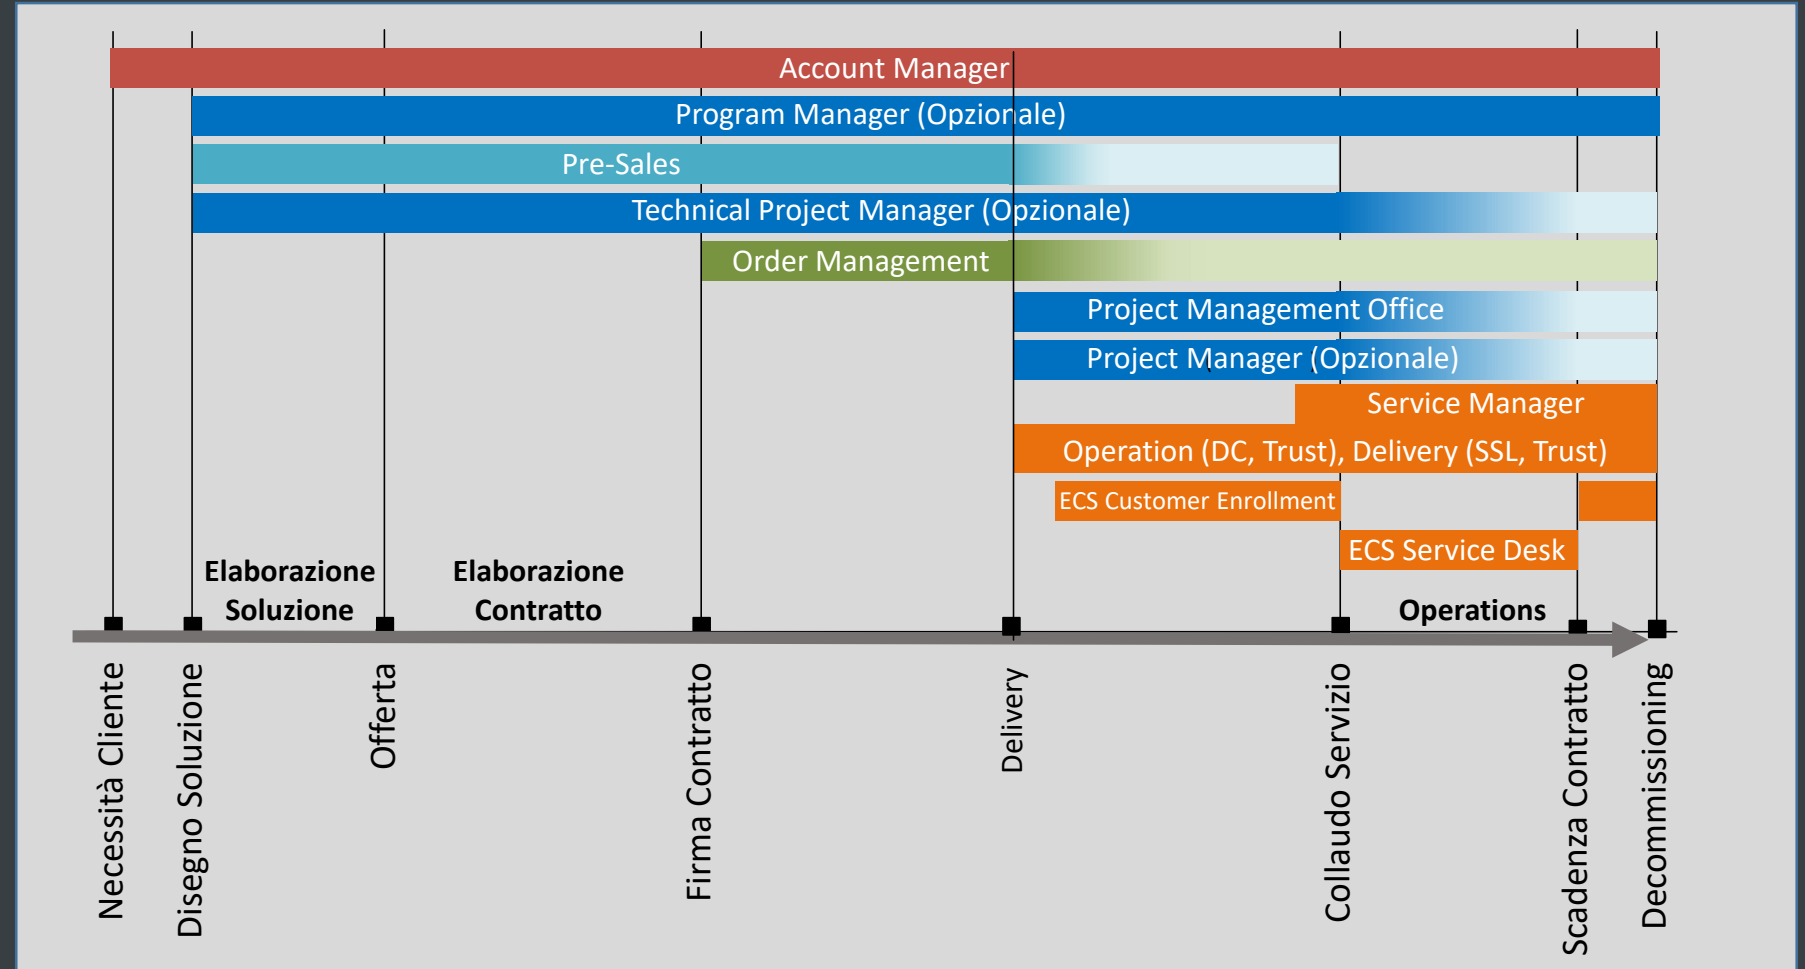 Account Manager
Program Manager (Opzionale)
Pre-Sales
Technical Project Manager (Opzionale)
Order Management
Project Management Office
Project Manager (Opzionale)
Service Manager
Operation (DC, Trust), Delivery (SSL, Trust)
ECS Customer Enrollment
ECS Service Desk
Elaborazione
Soluzione
Elaborazione
Contratto
Operations
Necessità Cliente
Disegno Soluzione
Offerta
Firma Contratto
Delivery
Collaudo Servizio
Scadenza Contratto
Decommissioning